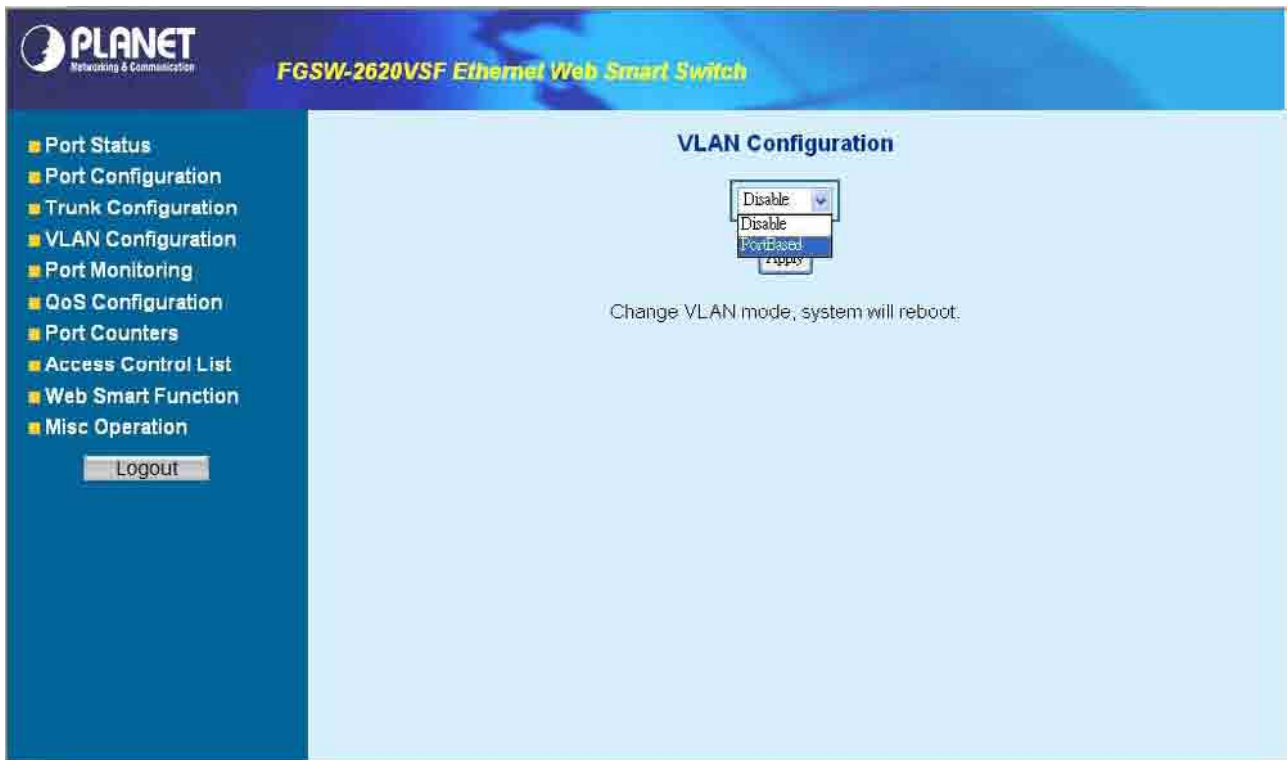 PLANET
Networking & Communication
FGSW-2620VSF Ethernet Web Smart Switch
Port Status
Port Configuration
Trunk Configuration
VLAN Configuration
Port Monitoring
QoS Configuration
Port Counters
Access Control List
Web Smart Function
Misc Operation
Logout
VLAN Configuration
Disable
Disable
PortBased
Apply
Change VLAN mode, system will reboot.